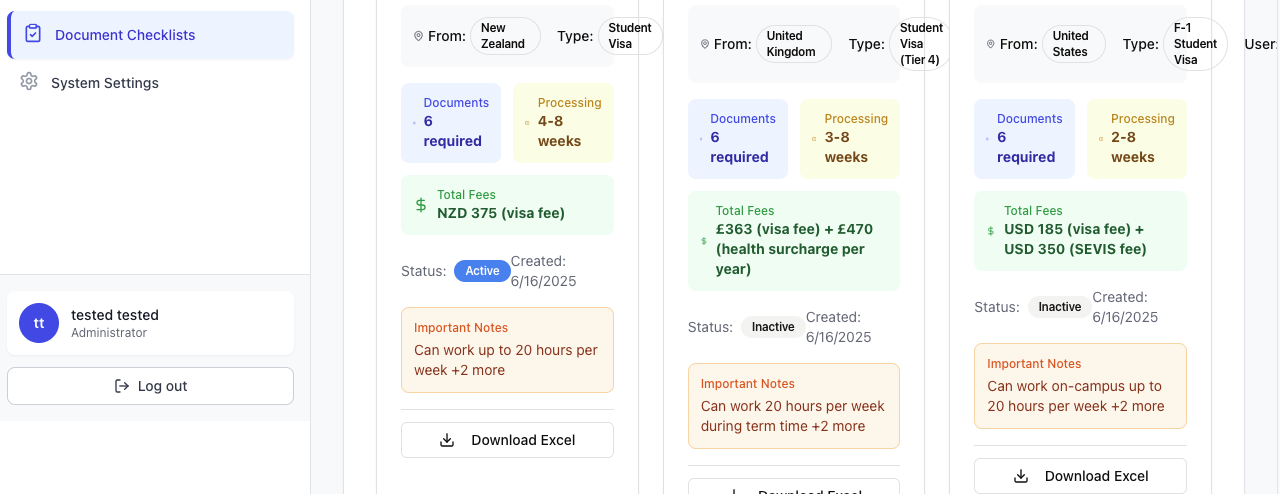 Document Checklists
System Settings
tt
tested tested
Administrator
Log out
From:
New
Zealand
Type:
Student
Visa
Documents
6
required
Processing
4-8
weeks
Total Fees
NZD 375 (visa fee)
Status:
Active
Created:
6/16/2025
Important Notes
Can work up to 20 hours per
week +2 more
Download Excel
From:
United
Kingdom
Type:
Student
Visa
(Tier 4)
Documents
6
required
Processing
3-8
weeks
Total Fees
£363 (visa fee) + £470
(health surcharge per
year)
Status:
Inactive
Created:
6/16/2025
Important Notes
Can work 20 hours per week
during term time +2 more
Download Excel
From:
United
States
Type:
F-1
Student
Visa
User:
Documents
6
required
Processing
2-8
weeks
Total Fees
USD 185 (visa fee) +
USD 350 (SEVIS fee)
Status:
Inactive
Created:
6/16/2025
Important Notes
Can work on-campus up to
20 hours per week +2 more
Download Excel